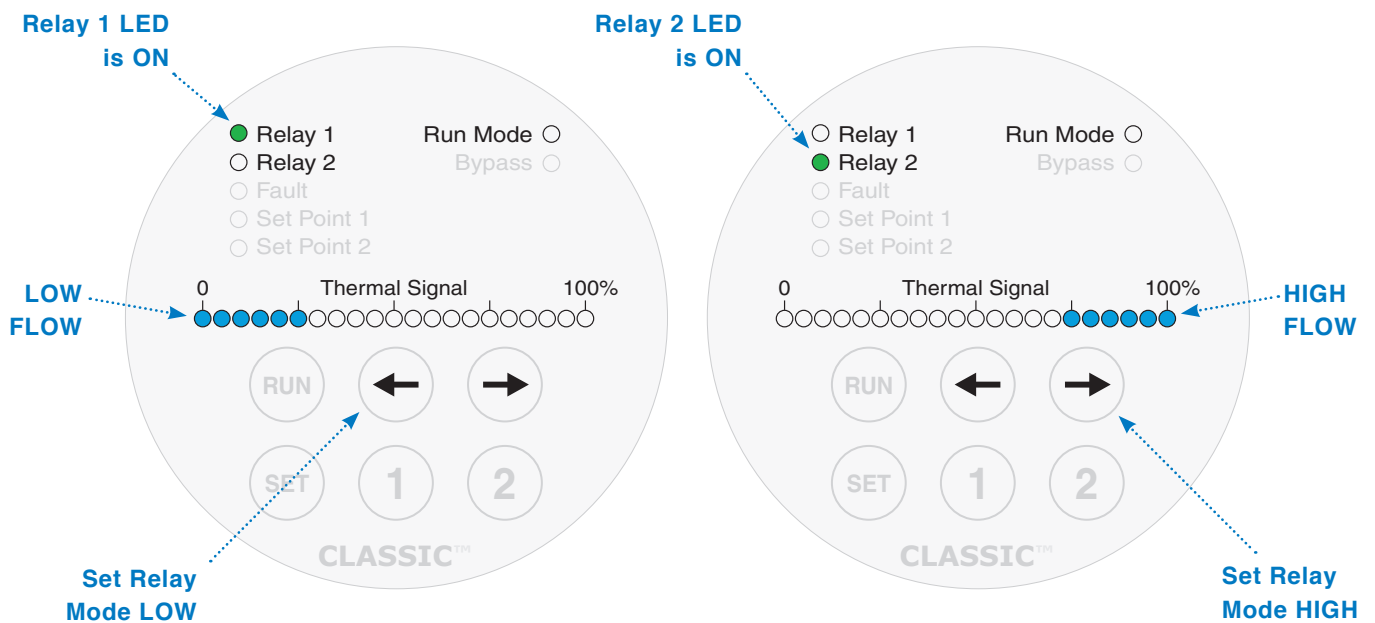 Relay 1 LED
is ON
Relay 1
Run Mode
Relay 2
Bypass
Fault
Set Point 1
Set Point 2
LOW
FLOW
0 Thermal Signal 100%
RUN
SET 1 2
CLASSIC™
Set Relay
Mode LOW
Relay 2 LED
is ON
Relay 1
Run Mode
Relay 2
Bypass
Fault
Set Point 1
Set Point 2
0 Thermal Signal 100%
HIGH
FLOW
RUN
SET 1 2
CLASSIC™
Set Relay
Mode HIGH